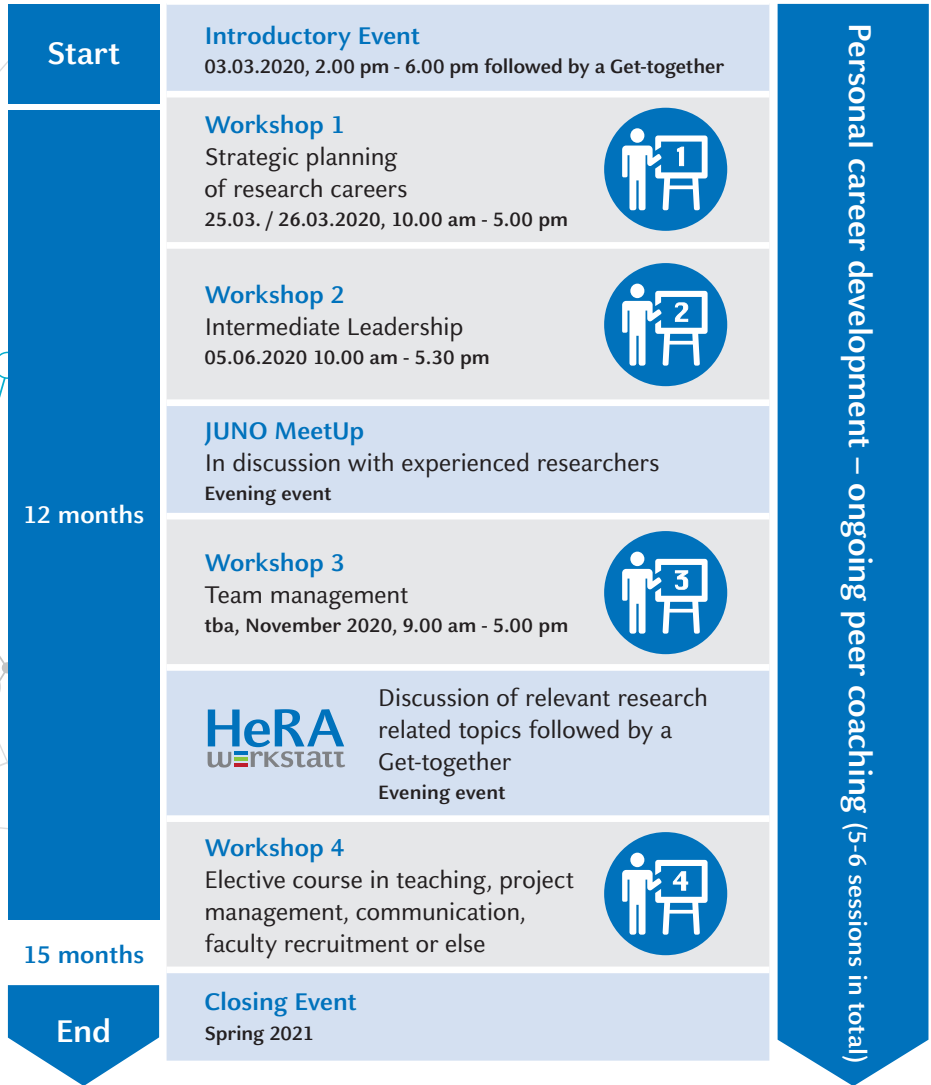 Start
Introductory Event
03.03.2020, 2.00 pm - 6.00 pm followed by a Get-together
12 months
Workshop 1
Strategic planning
of research careers
25.03. / 26.03.2020, 10.00 am - 5.00 pm
1
Workshop 2
Intermediate Leadership
05.06.2020 10.00 am - 5.30 pm
2
JUNO MeetUp
In discussion with experienced researchers
Evening event
Workshop 3
Team management
tba, November 2020, 9.00 am - 5.00 pm
3
HeRA
werkstatt
Discussion of relevant research
related topics followed by a
Get-together
Evening event
Workshop 4
Elective course in teaching, project
management, communication,
faculty recruitment or else
4
15 months
End
Closing Event
Spring 2021
Personal career development – ongoing peer coaching (5-6 sessions in total)